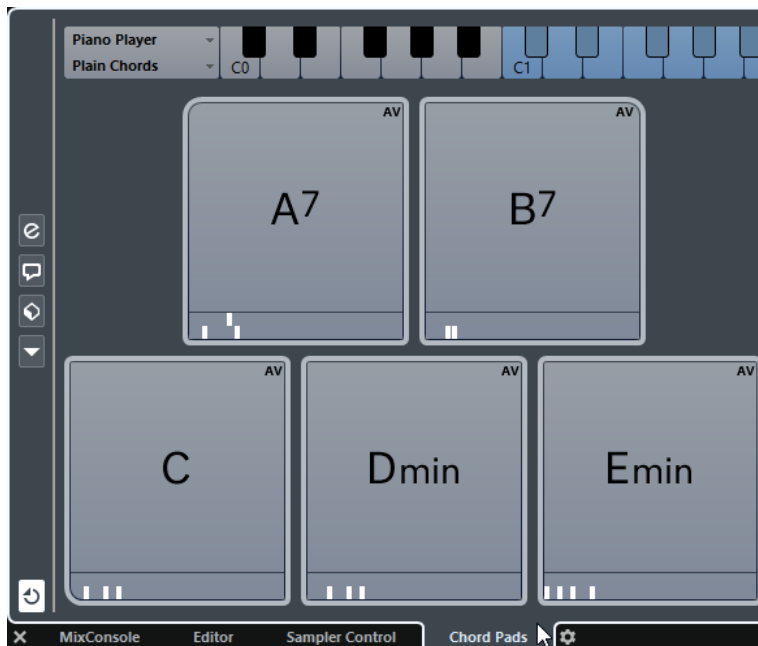 Piano Player
Plain Chords
C0
C1
AV
AV
A7
B7
AV
AV
AV
C
Dmin
Emin
MixConsole
Editor
Sampler Control
Chord Pads